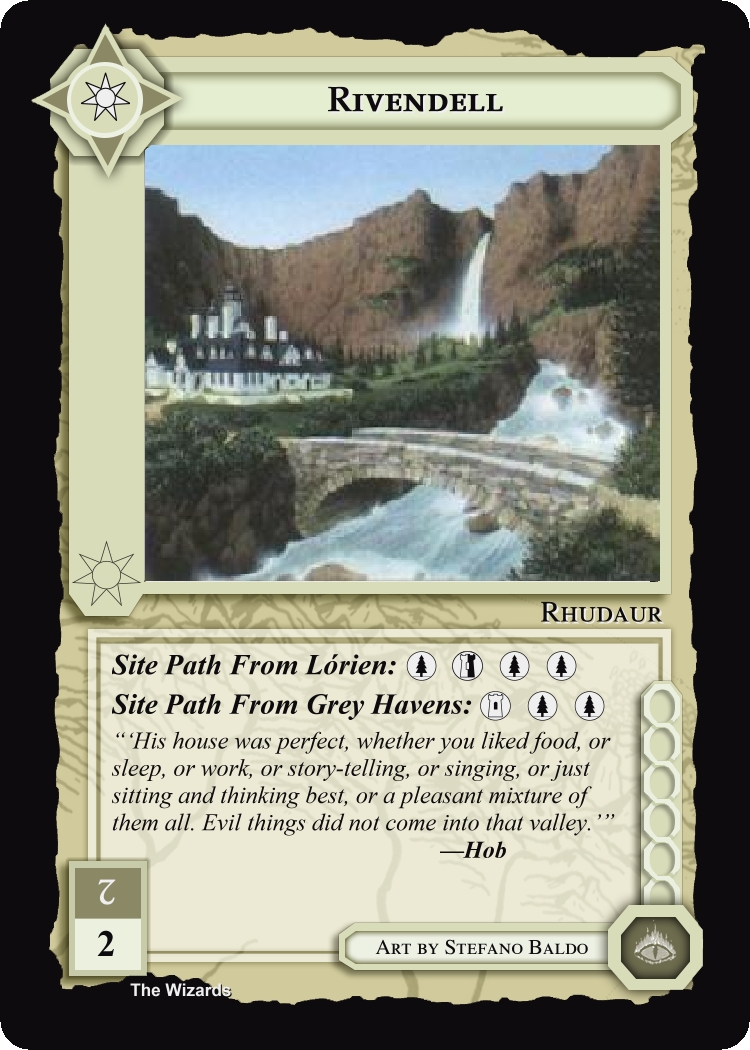 Rivendell
Rhudaur
Site Path From Lórien:
Site Path From Grey Havens:
“‘His house was perfect, whether you liked food, or
sleep, or work, or story-telling, or singing, or just
sitting and thinking best, or a pleasant mixture of
them all. Evil things did not come into that valley.’”
—Hob
2
2
Art by Stefano Baldo
The Wizards